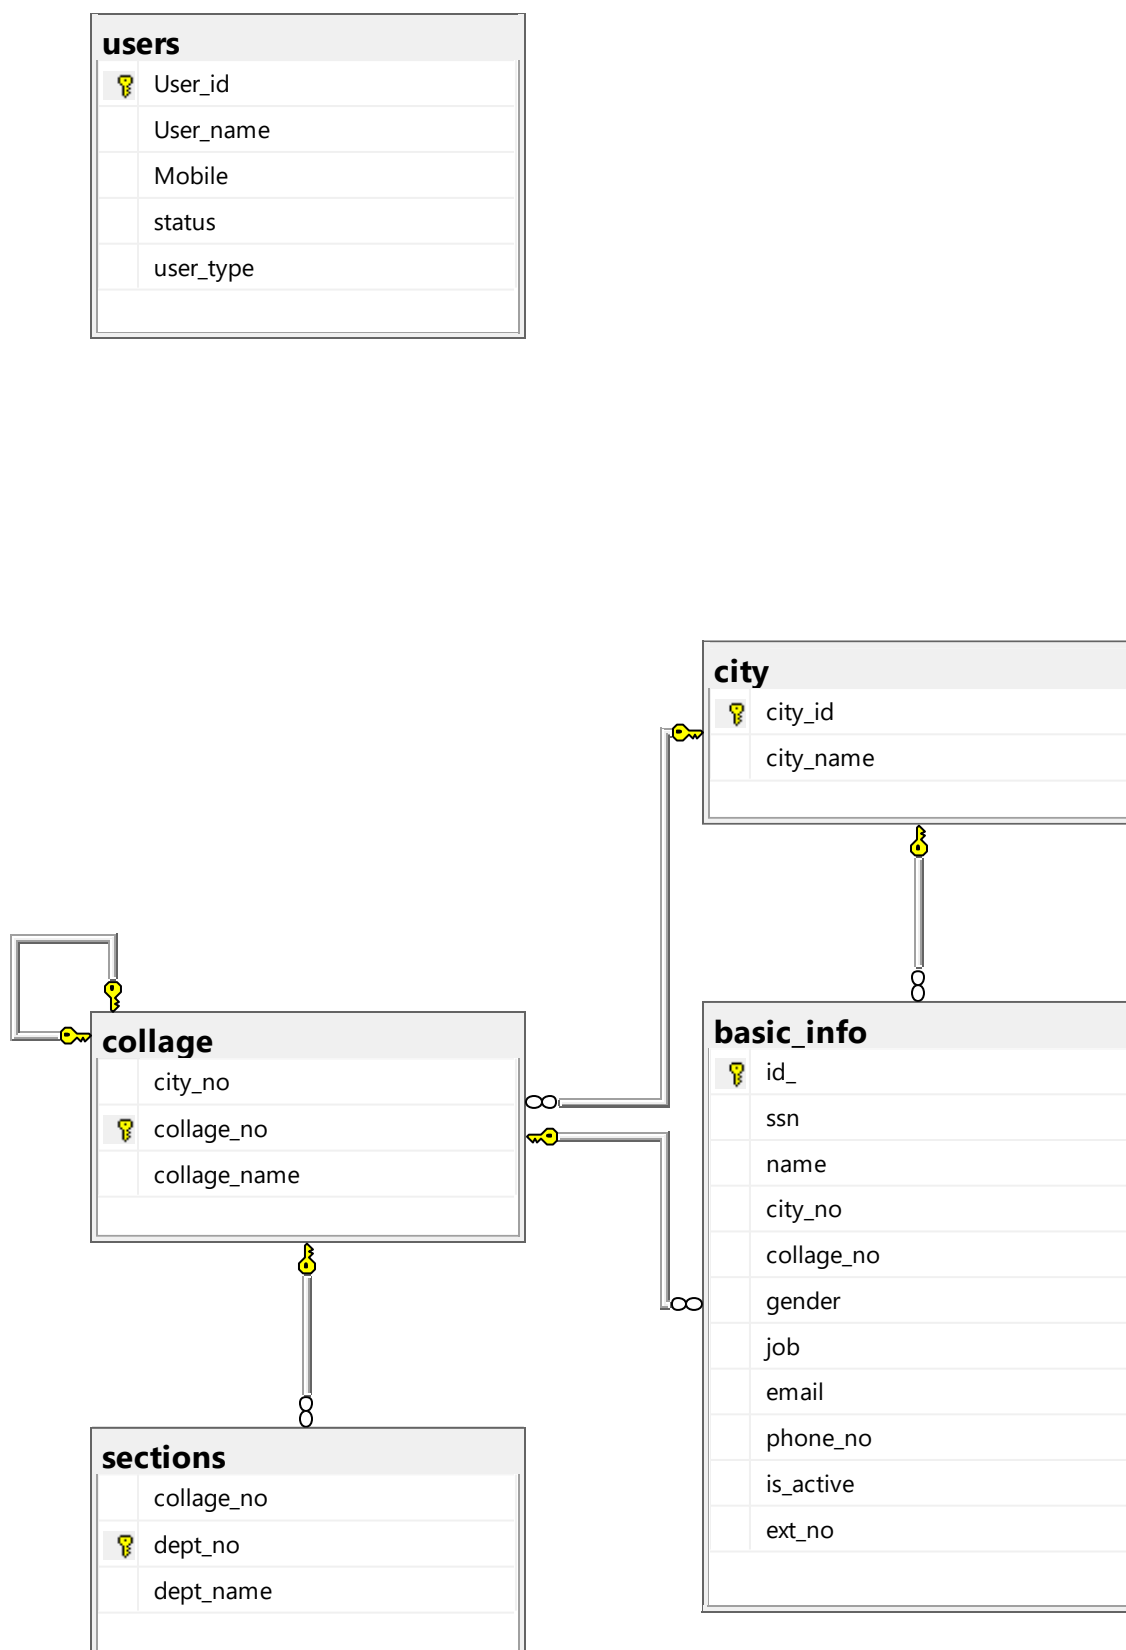 users
User_id
User_name
Mobile
status
user_type
city
city_id
city_name
collage
city_no
collage_no
collage_name
basic_info
id_
ssn
name
city_no
collage_no
gender
job
email
phone_no
is_active
ext_no
sections
collage_no
dept_no
dept_name